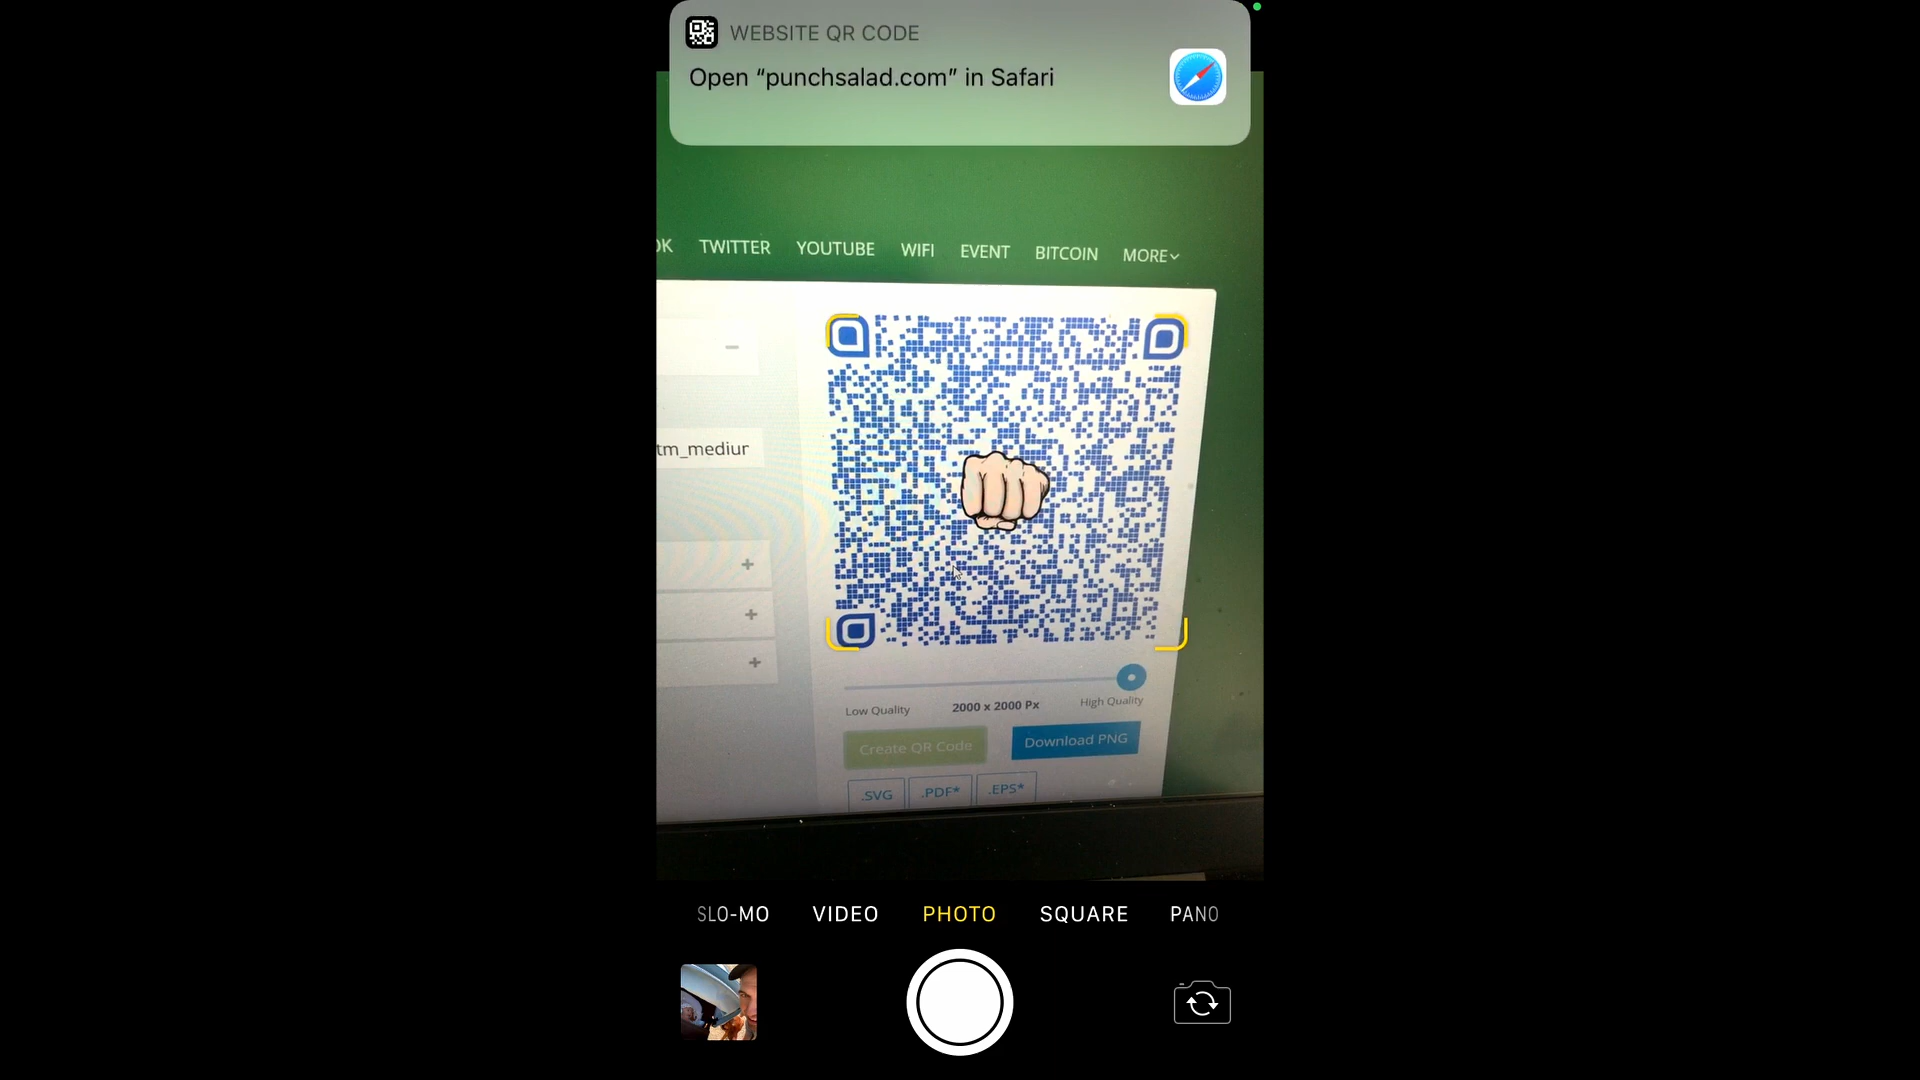 WEBSITE QR CODE
Open “punchsalad.com” in Safari
OK TWITTER YOUTUBE WIFI EVENT BITCOIN MORE
tm_mediur
Low Quality 2000 x 2000 Px High Quality
Create QR Code Download PNG
.SVG .PDF* .EPS*
SLO-MO VIDEO PHOTO SQUARE PANO